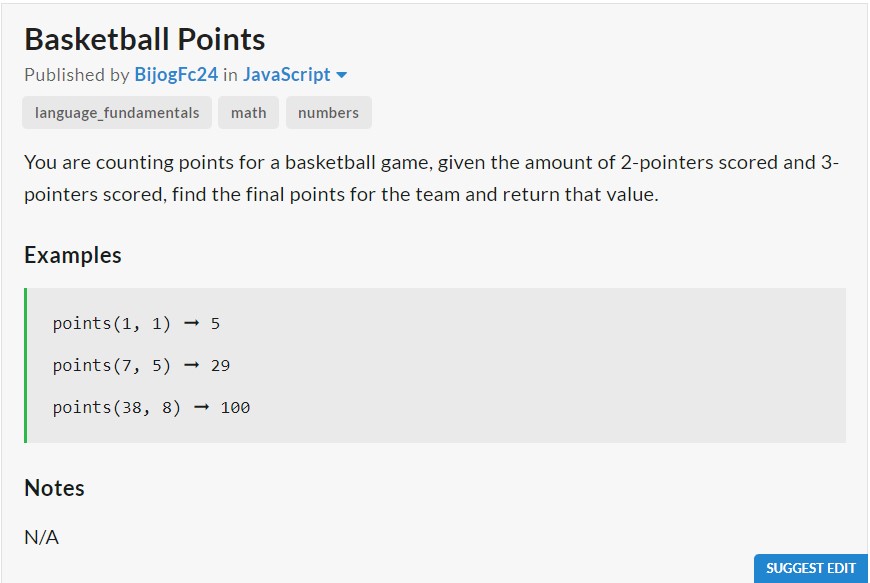 Basketball Points
Published by BijogFc24 in JavaScript
language_fundamentals math numbers
You are counting points for a basketball game, given the amount of 2-pointers scored and 3-
pointers scored, find the final points for the team and return that value.
Examples
points(1, 1) ➞ 5
points(7, 5) ➞ 29
points(38, 8) ➞ 100
Notes
N/A
SUGGEST EDIT